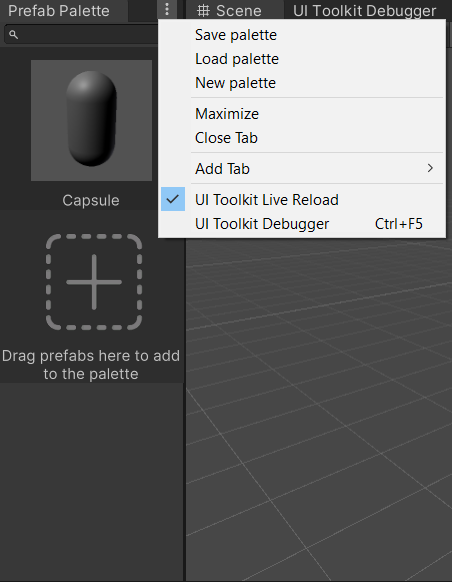 Prefab Palette
Scene
UI Toolkit Debugger
Save palette
Load palette
New palette
Maximize
Close Tab
Add Tab
UI Toolkit Live Reload
UI Toolkit Debugger Ctrl+F5
Capsule
Drag prefabs here to add
to the palette